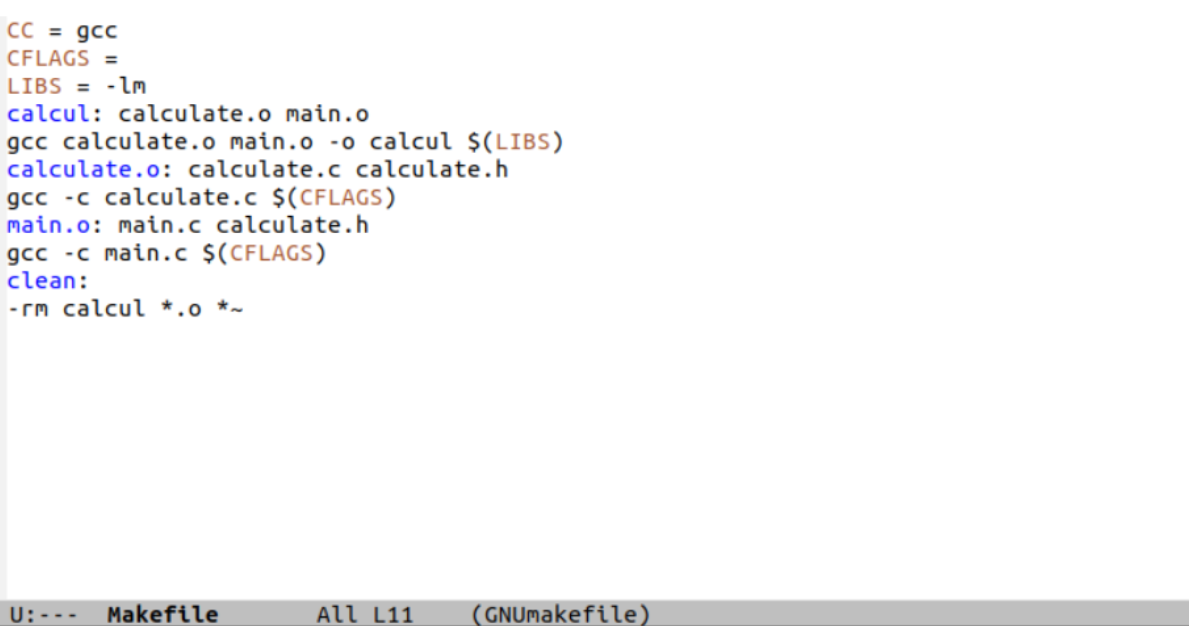 CC = gcc
CFLAGS =
LIBS = -lm
calcul: calculate.o main.o
gcc calculate.o main.o -o calcul $(LIBS)
calculate.o: calculate.c calculate.h
gcc -c calculate.c $(CFLAGS)
main.o: main.c calculate.h
gcc -c main.c $(CFLAGS)
clean:
-rm calcul *.o *~
U:---  Makefile       All L11    (GNUmakefile)